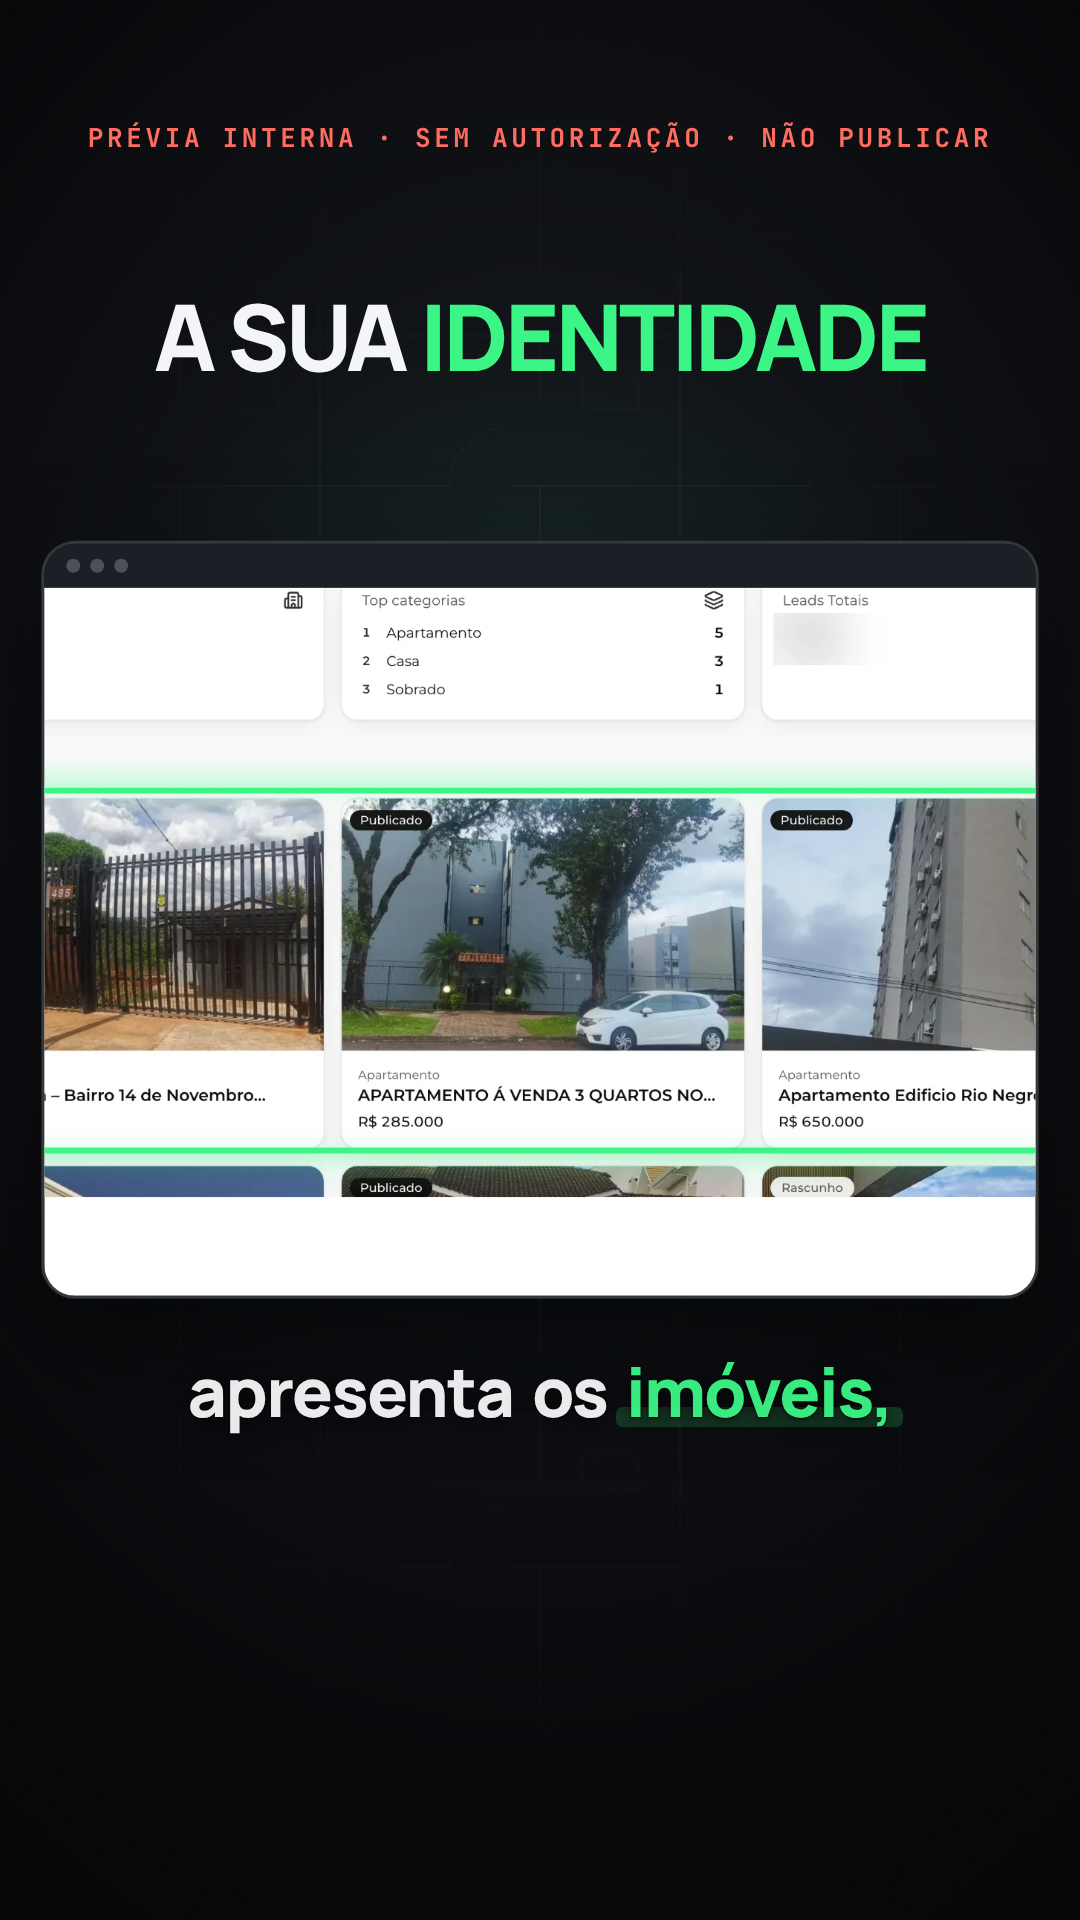 PRÉVIA INTERNA · SEM AUTORIZAÇÃO · NÃO PUBLICAR
A SUA IDENTIDADE
Top categorias
1 Apartamento 5
2 Casa 3
3 Sobrado 1
Leads Totais
495
Publicado
Publicado
– Bairro 14 de Novembro...
Apartamento
APARTAMENTO Á VENDA 3 QUARTOS NO...
R$ 285.000
Apartamento
Apartamento Edificio Rio Negr
R$ 650.000
Publicado
Rascunho
apresenta os imóveis,